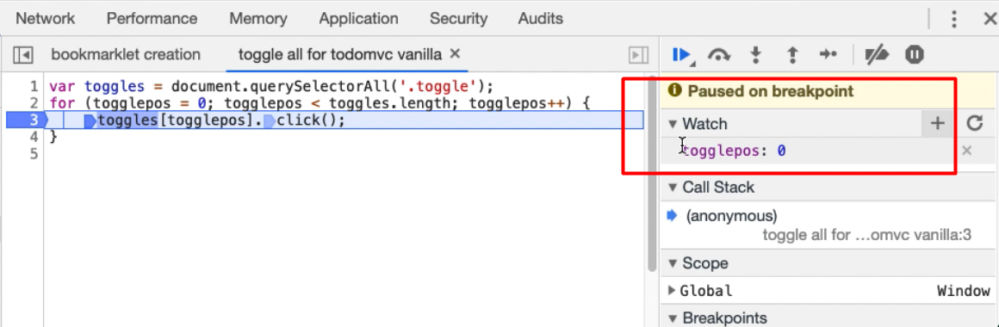 Network Performance Memory Application Security Audits
bookmarklet creation toggle all for todomvc vanilla ×
1 var toggles = document.querySelectorAll('.toggle');
2 for (togglepos = 0; togglepos < toggles.length; togglepos++) {
3 toggles[togglepos].click();
4 }
5
Paused on breakpoint
Watch
togglepos: 0
Call Stack
(anonymous)
toggle all for …omvc vanilla:3
Scope
Global Window
Breakpoints